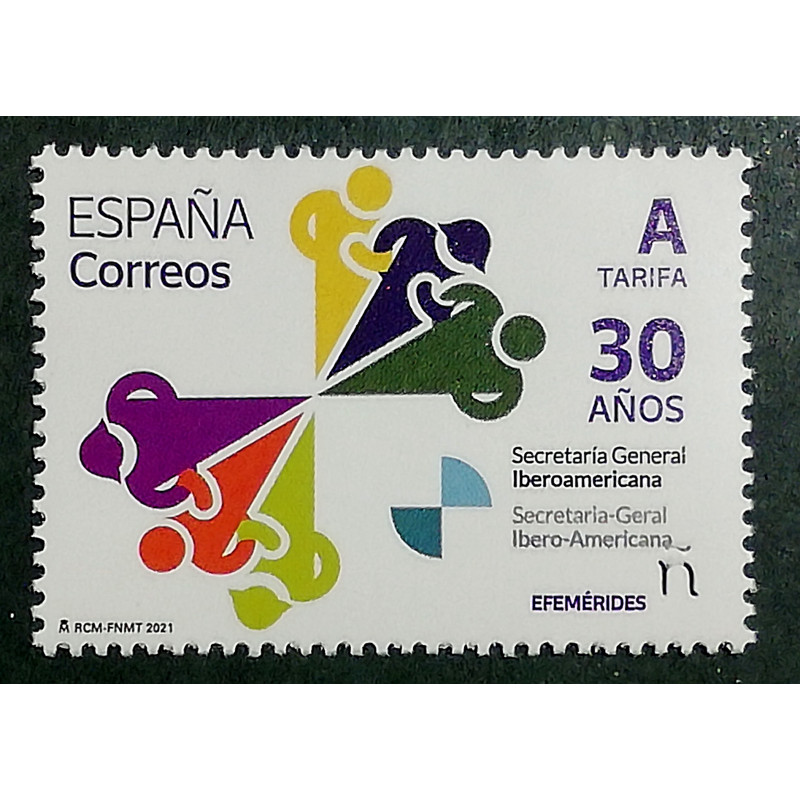 ESPAÑA
Correos
A
TARIFA
30
AÑOS
Secretaría General
Iberoamericana
Secretaria-Geral
Ibero-Americana
ñ
EFEMÉRIDES
RCM-FNMT 2021